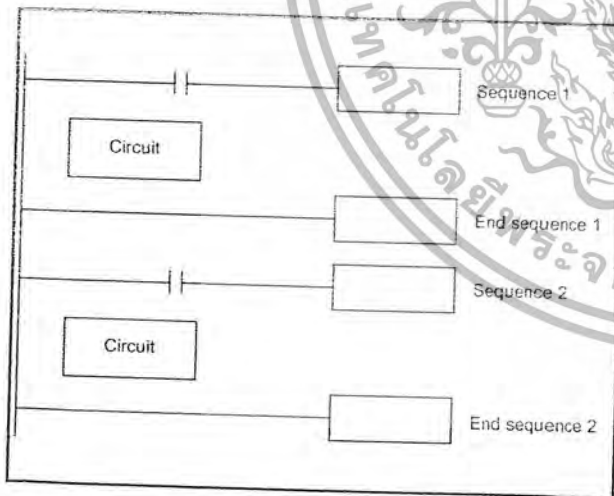 Sequence 1
Circuit
End sequence 1
Sequence 2
Circuit
End sequence 2